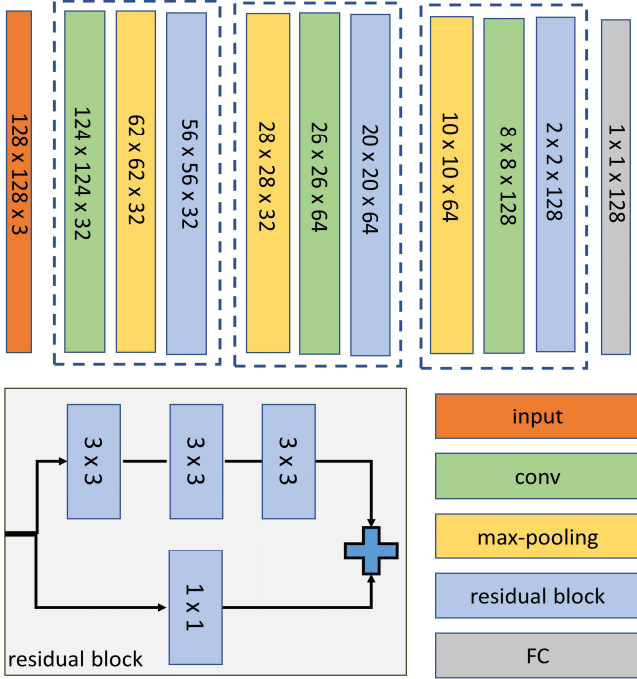 128 x 128 x 3
124 x 124 x 32
62 x 62 x 32
56 x 56 x 32
28 x 28 x 32
26 x 26 x 64
20 x 20 x 64
10 x 10 x 64
8 x 8 x 128
2 x 2 x 128
1 x 1 x 128
3 x 3
3 x 3
3 x 3
1 x 1
residual block
input
conv
max-pooling
residual block
FC